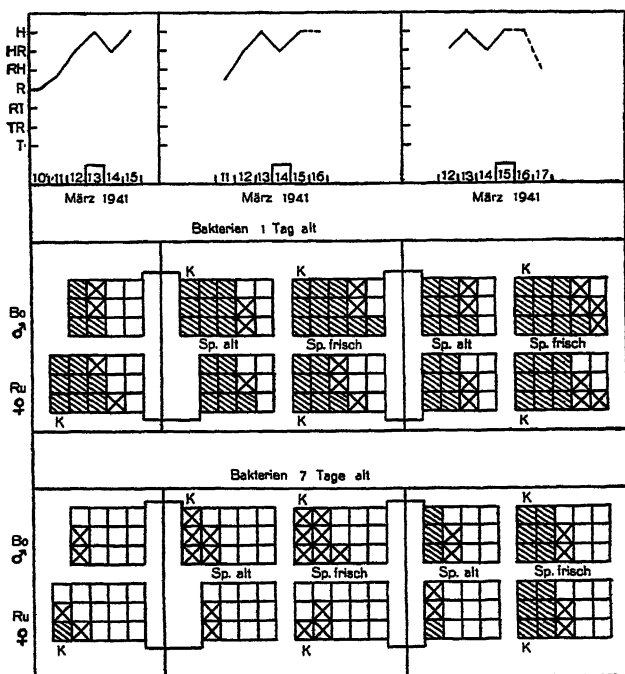 H
HR
RH
R
RT
TR
T
10 11 12 13 14 15
11 12 13 14 15 16
12 13 14 15 16 17
März 1941 März 1941 März 1941
Bakterien 1 Tag alt
K K K
Bo ♂
Sp. alt Sp. frisch Sp. alt Sp. frisch
Ru ♀
K K K
Bakterien 7 Tage alt
K K K
Bo ♂
Sp. alt Sp. frisch Sp. alt Sp. frisch
Ru ♀
K K K